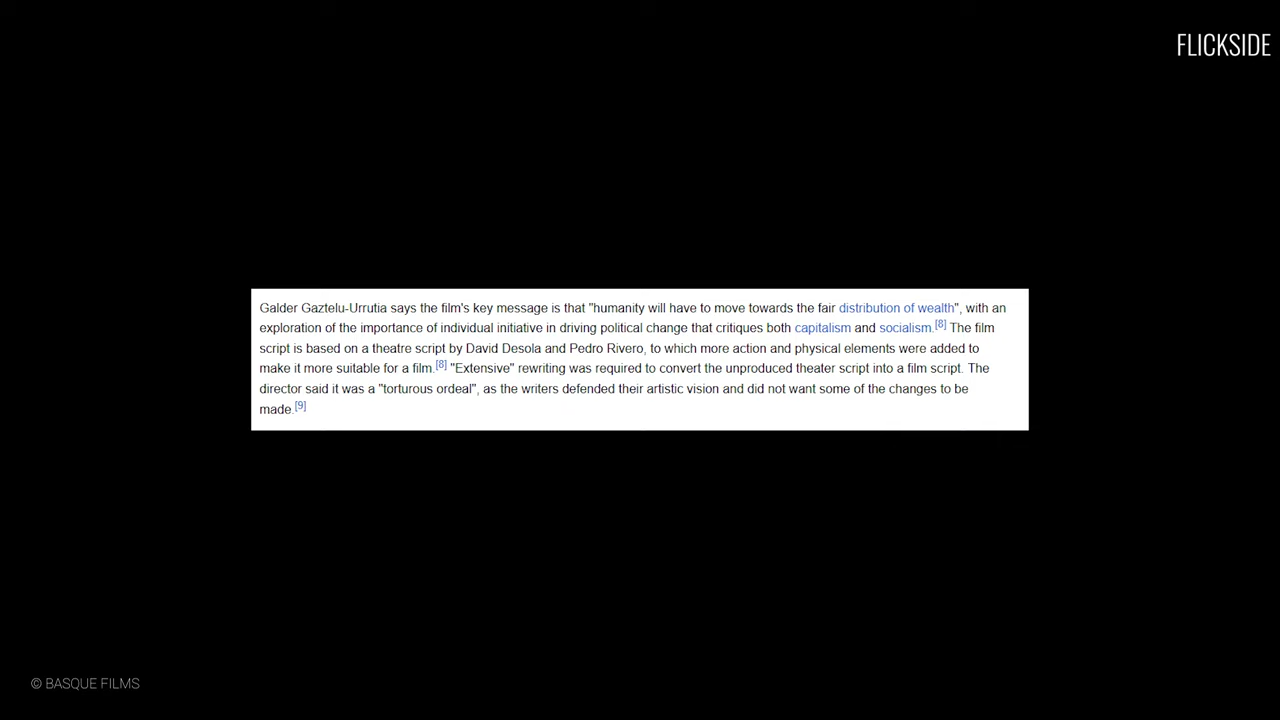 FLICKSIDE
Galder Gaztelu-Urrutia says the film's key message is that "humanity will have to move towards the fair distribution of wealth", with an
exploration of the importance of individual initiative in driving political change that critiques both capitalism and socialism.[8] The film
script is based on a theatre script by David Desola and Pedro Rivero, to which more action and physical elements were added to
make it more suitable for a film.[8] "Extensive" rewriting was required to convert the unproduced theater script into a film script. The
director said it was a "torturous ordeal", as the writers defended their artistic vision and did not want some of the changes to be
made.[9]
© BASQUE FILMS